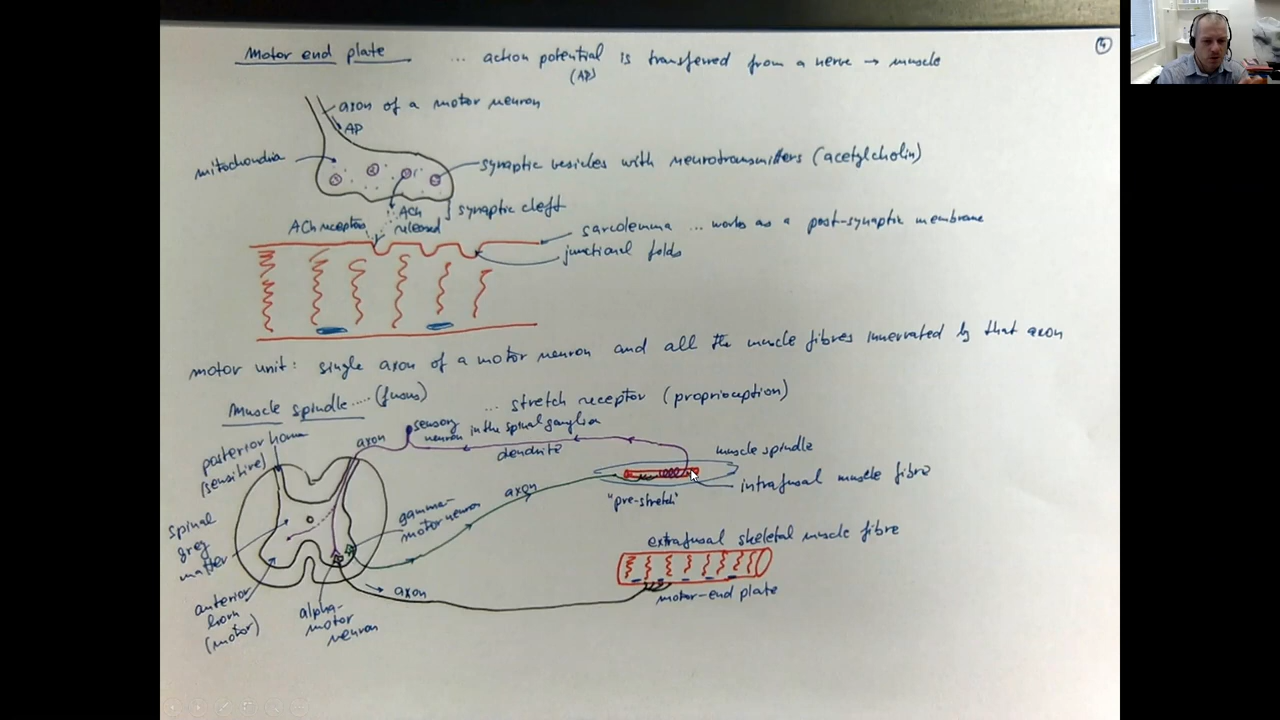 Motor end plate ... action potential is transferred from a nerve → muscle
(AP)
4
axon of a motor neuron
AP
mitochondria
synaptic vesicles with neurotransmitters (acetylcholin)
ACh released
synaptic cleft
ACh receptors
sarcolemma ... works as a post-synaptic membrane
junctional folds
motor unit: single axon of a motor neuron and all the muscle fibres innervated by that axon
Muscle spindle .... (fusus) ... stretch receptor (proprioception)
sensory neuron in the spinal ganglion
posterior horn (sensitive)
axon
dendrite
muscle spindle
intrafusal muscle fibre
"pre-stretch"
axon
gamma-motor neuron
spinal grey matter
extrafusal skeletal muscle fibre
motor-end plate
axon
anterior horn (motor)
alpha-motor neuron